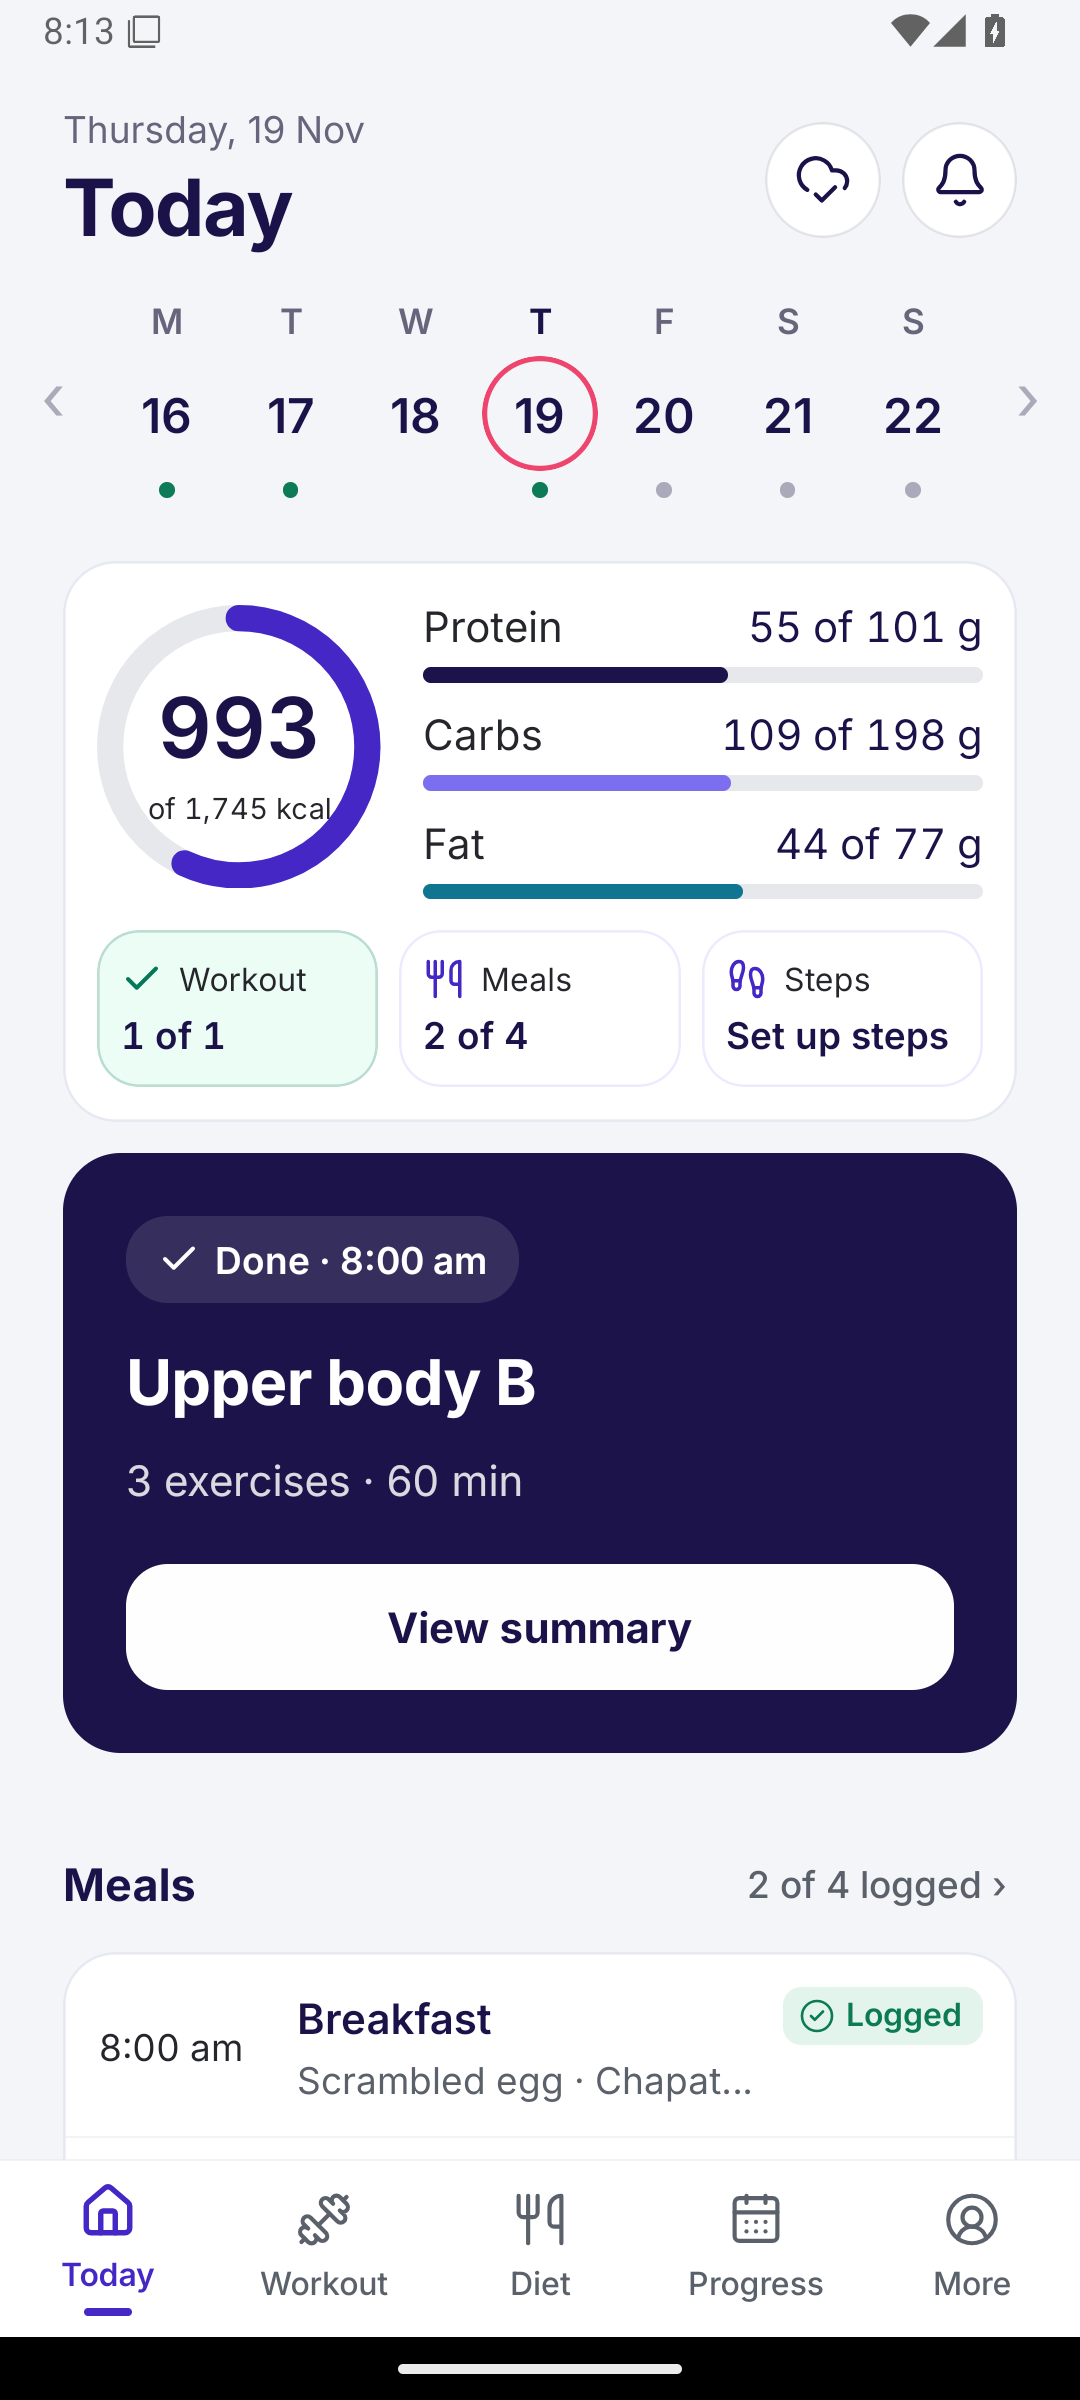 8:13
Thursday, 19 Nov
Today
M T W T F S S
‹ 16 17 18 19 20 21 22 ›
993
of 1,745 kcal
Protein 55 of 101 g
Carbs 109 of 198 g
Fat 44 of 77 g
Workout
1 of 1
Meals
2 of 4
Steps
Set up steps
Done · 8:00 am
Upper body B
3 exercises · 60 min
View summary
Meals 2 of 4 logged ›
8:00 am
Breakfast
Scrambled egg · Chapat...
Logged
Today Workout Diet Progress More